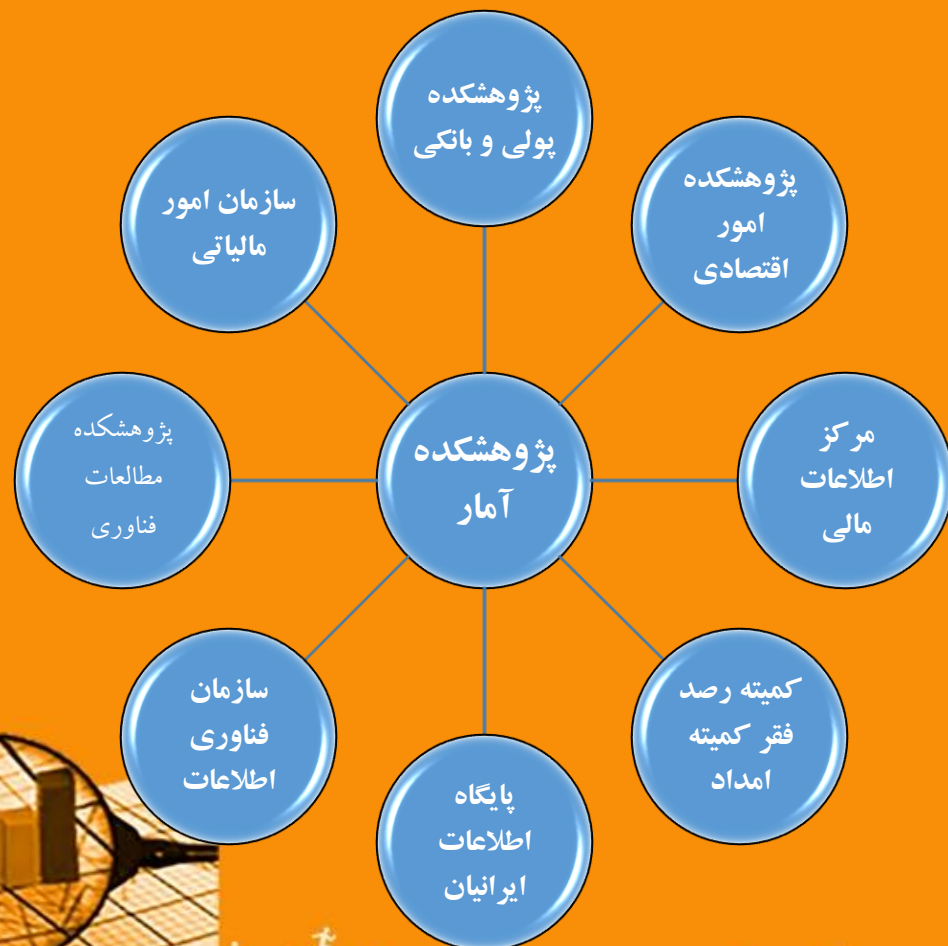 پژوهشکده
پولی و بانکی
پژوهشکده
امور
اقتصادی
سازمان امور
مالیاتی
مرکز
اطلاعات
مالی
پژوهشکده
آمار
پژوهشکده
مطالعات
فناوری
کمیته رصد
فقر کمیته
امداد
سازمان
فناوری
اطلاعات
پایگاه
اطلاعات
ایرانیان